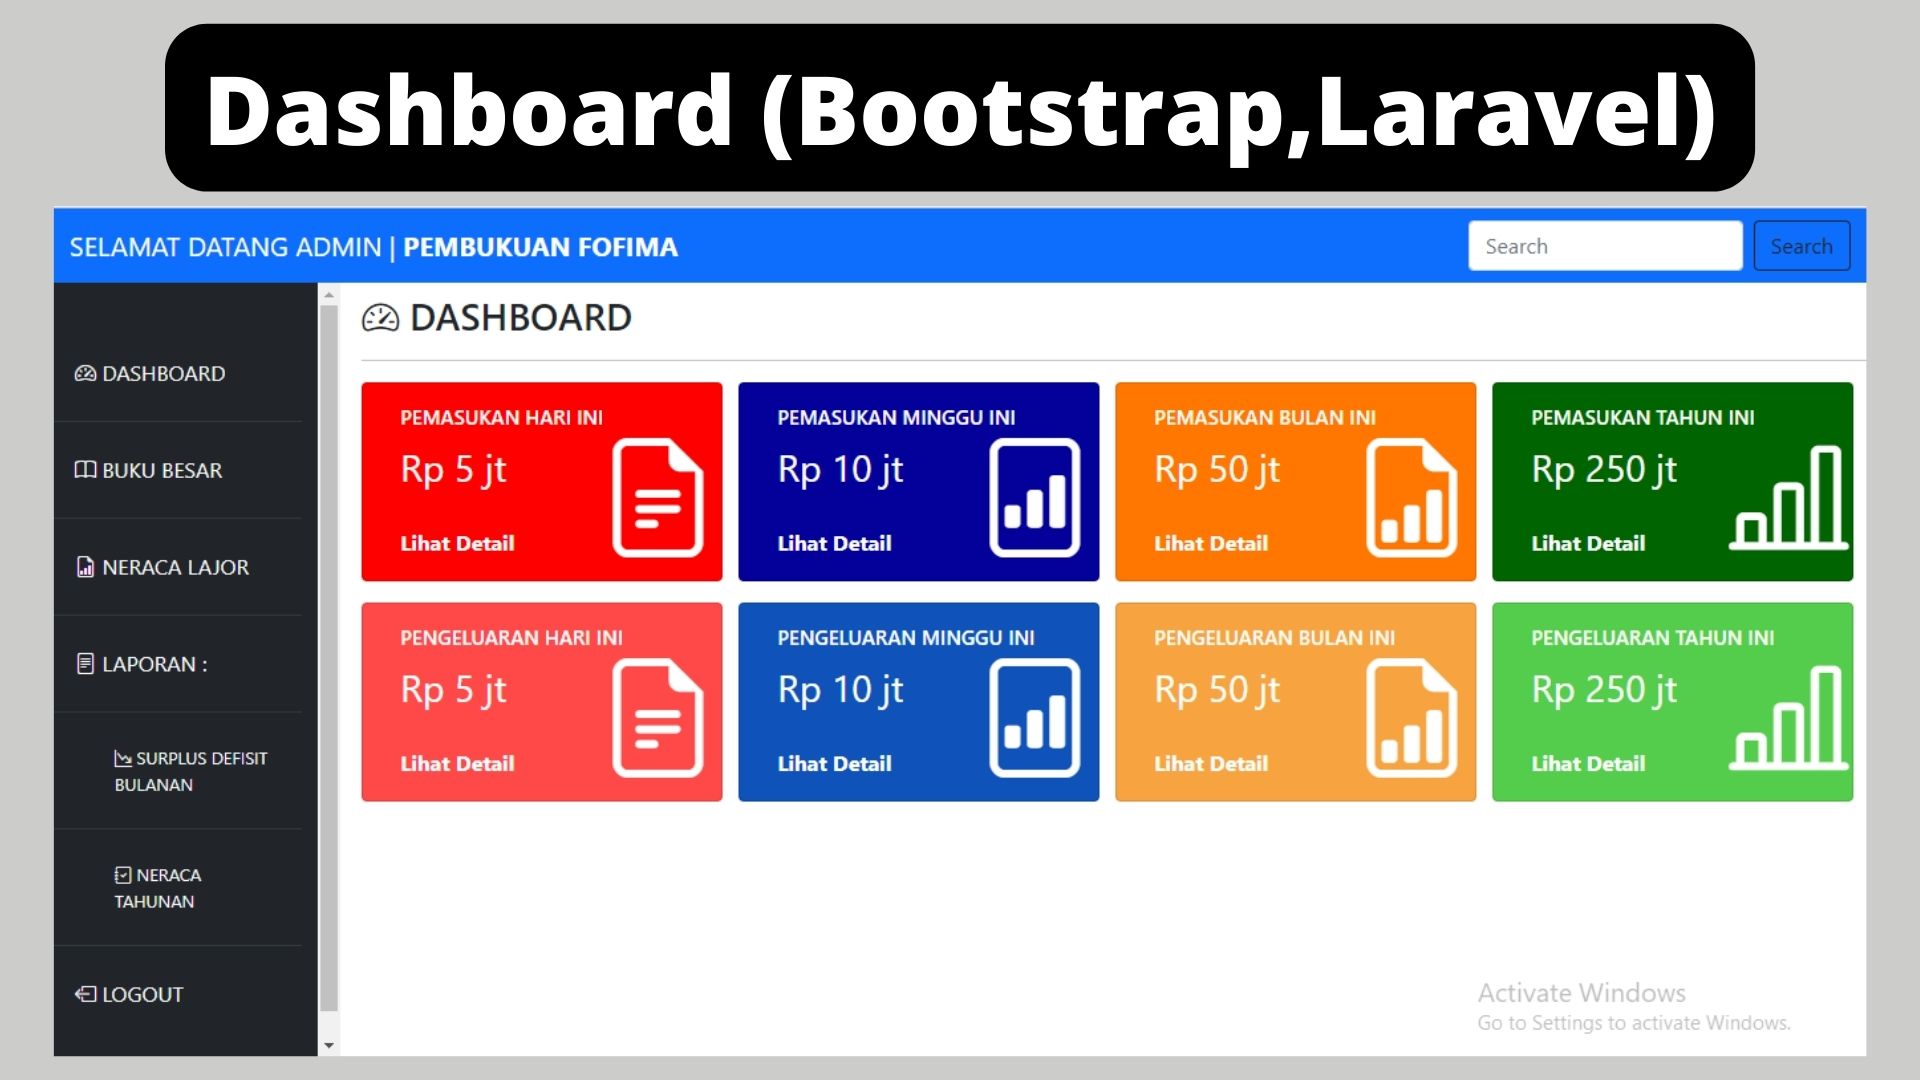 Dashboard (Bootstrap,Laravel)
SELAMAT DATANG ADMIN | PEMBUKUAN FOFIMA
Search
Search
DASHBOARD
BUKU BESAR
NERACA LAJOR
LAPORAN :
SURPLUS DEFISIT
BULANAN
NERACA
TAHUNAN
LOGOUT
DASHBOARD
PEMASUKAN HARI INI
Rp 5 jt
Lihat Detail
PEMASUKAN MINGGU INI
Rp 10 jt
Lihat Detail
PEMASUKAN BULAN INI
Rp 50 jt
Lihat Detail
PEMASUKAN TAHUN INI
Rp 250 jt
Lihat Detail
PENGELUARAN HARI INI
Rp 5 jt
Lihat Detail
PENGELUARAN MINGGU INI
Rp 10 jt
Lihat Detail
PENGELUARAN BULAN INI
Rp 50 jt
Lihat Detail
PENGELUARAN TAHUN INI
Rp 250 jt
Lihat Detail
Activate Windows
Go to Settings to activate Windows.